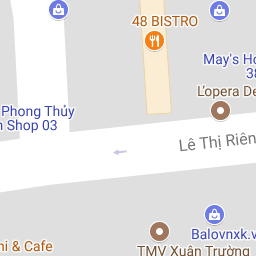 48 BISTRO
May's Ho
38
L'opera De
Phong Thủy
n Shop 03
Lê Thị Riên
Balovnxk.v
ni & Cafe
TMV Xuân Trường